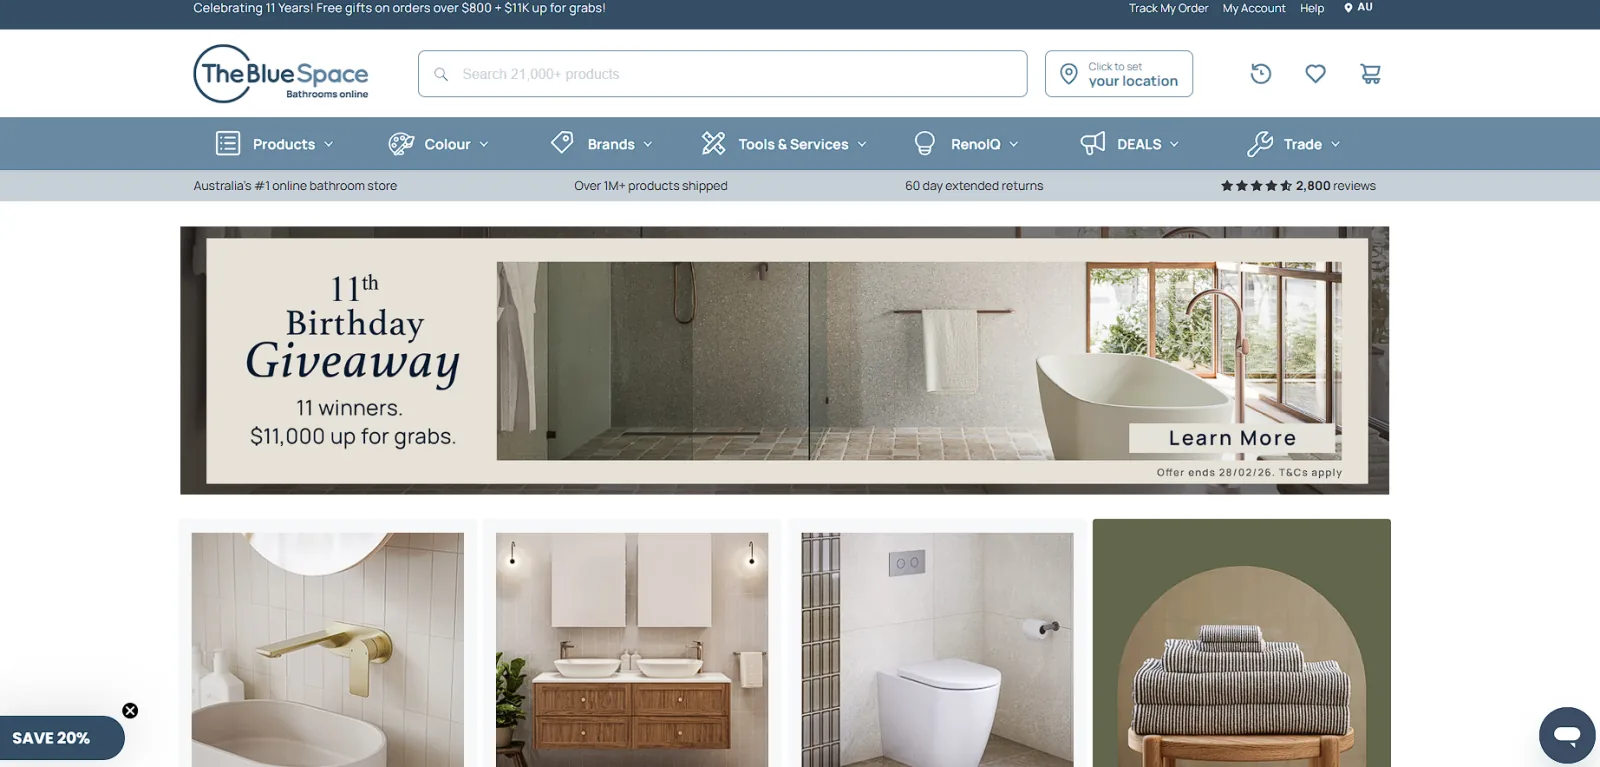 Celebrating 11 Years! Free gifts on orders over $800 + $11K up for grabs!
Track My Order My Account Help AU
TheBlueSpace
Bathrooms online
Search 21,000+ products
Click to set
your location
Products Colour Brands Tools & Services RenoIQ DEALS Trade
Australia's #1 online bathroom store Over 1M+ products shipped 60 day extended returns 2,800 reviews
11th
Birthday
Giveaway
11 winners.
$11,000 up for grabs.
Learn More
Offer ends 28/02/26. T&Cs apply
SAVE 20%